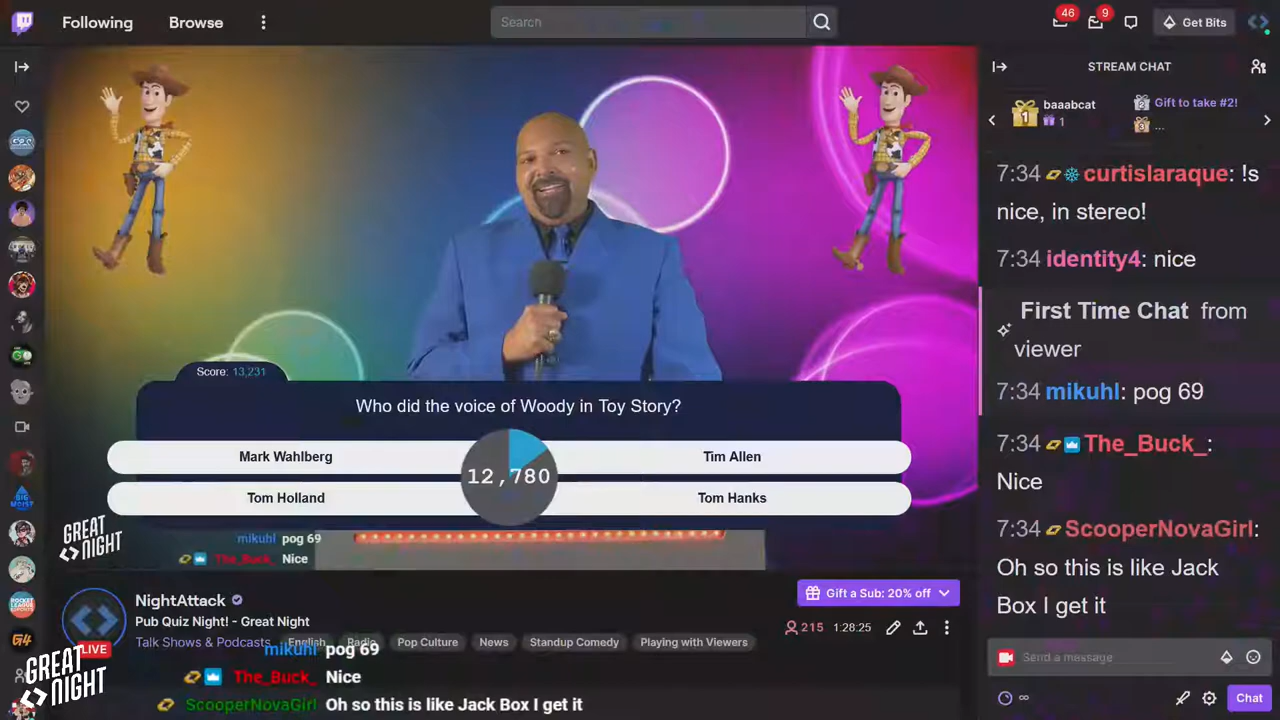 Following
Browse
Search
46
9
Get Bits
STREAM CHAT
1
baaabcat
1
2
Gift to take #2!
3
...
7:34 curtislaraque: !s
nice, in stereo!
7:34 identity4: nice
First Time Chat from
viewer
7:34 mikuhl: pog 69
7:34 The_Buck_:
Nice
7:34 ScooperNovaGirl:
Oh so this is like Jack
Box I get it
Send a message
∞
Chat
Score: 13,231
Who did the voice of Woody in Toy Story?
Mark Wahlberg
Tim Allen
12,780
Tom Holland
Tom Hanks
GREAT
NIGHT
mikuhl pog 69
The_Buck_ Nice
NightAttack
Gift a Sub: 20% off
Pub Quiz Night! - Great Night
215
1:28:25
Talk Shows & Podcasts
English
Radio
Pop Culture
News
Standup Comedy
Playing with Viewers
LIVE
G4
GREAT
NIGHT
mikuhl pog 69
The_Buck_ Nice
ScooperNovaGirl Oh so this is like Jack Box I get it